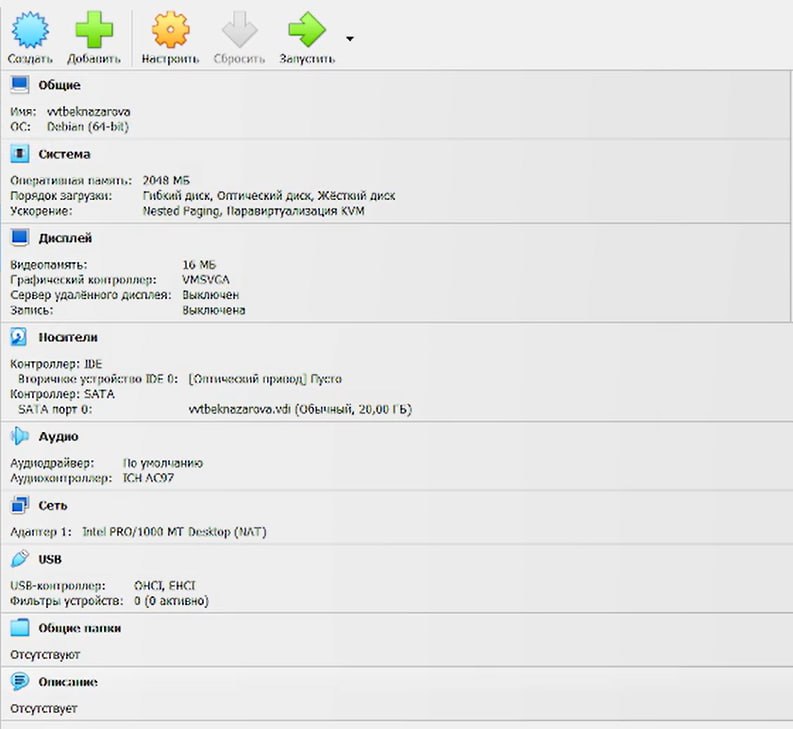 Создать Добавить Настроить Сбросить Запустить
Общие
Имя: vvtbeknazarova
ОС: Debian (64-bit)
Система
Оперативная память: 2048 МБ
Порядок загрузки: Гибкий диск, Оптический диск, Жёсткий диск
Ускорение: Nested Paging, Паравиртуализация KVM
Дисплей
Видеопамять: 16 МБ
Графический контроллер: VMSVGA
Сервер удалённого дисплея: Выключен
Запись: Выключена
Носители
Контроллер: IDE
Вторичное устройство IDE 0: [Оптический привод] Пусто
Контроллер: SATA
SATA порт 0: vvtbeknazarova.vdi (Обычный, 20,00 ГБ)
Аудио
Аудиодрайвер: По умолчанию
Аудиоконтроллер: ICH AC97
Сеть
Адаптер 1: Intel PRO/1000 MT Desktop (NAT)
USB
USB-контроллер: OHCI, EHCI
Фильтры устройств: 0 (0 активно)
Общие папки
Отсутствуют
Описание
Отсутствует